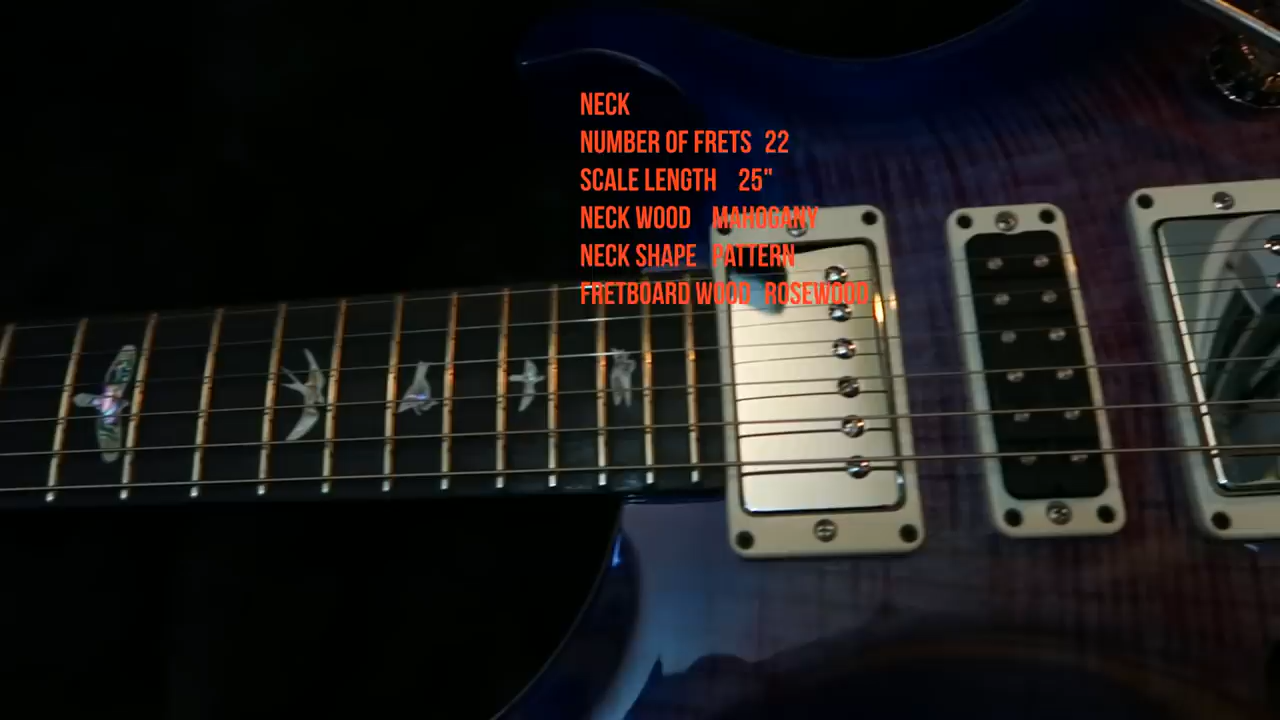 NECK
NUMBER OF FRETS 22
SCALE LENGTH 25"
NECK WOOD MAHOGANY
NECK SHAPE PATTERN
FRETBOARD WOOD ROSEWOOD